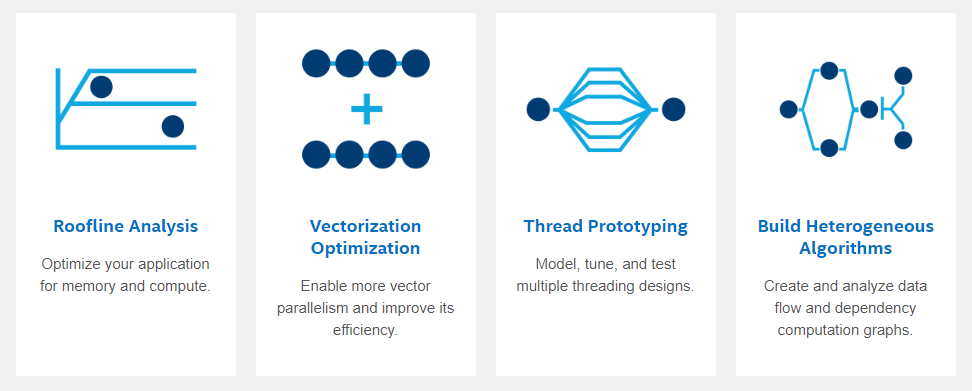 Roofline Analysis
Optimize your application
for memory and compute.
Vectorization
Optimization
Enable more vector
parallelism and improve its
efficiency.
Thread Prototyping
Model, tune, and test
multiple threading designs.
Build Heterogeneous
Algorithms
Create and analyze data
flow and dependency
computation graphs.